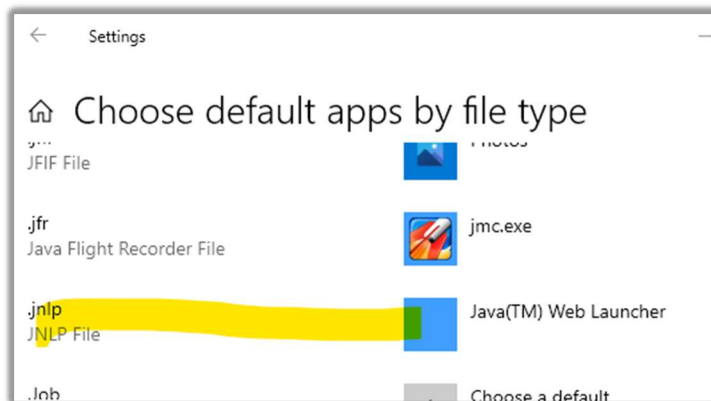 Settings
Choose default apps by file type
JFIF File
Photos
.jfr
Java Flight Recorder File
jmc.exe
.jnlp
JNLP File
Java(TM) Web Launcher
.Job
Choose a default